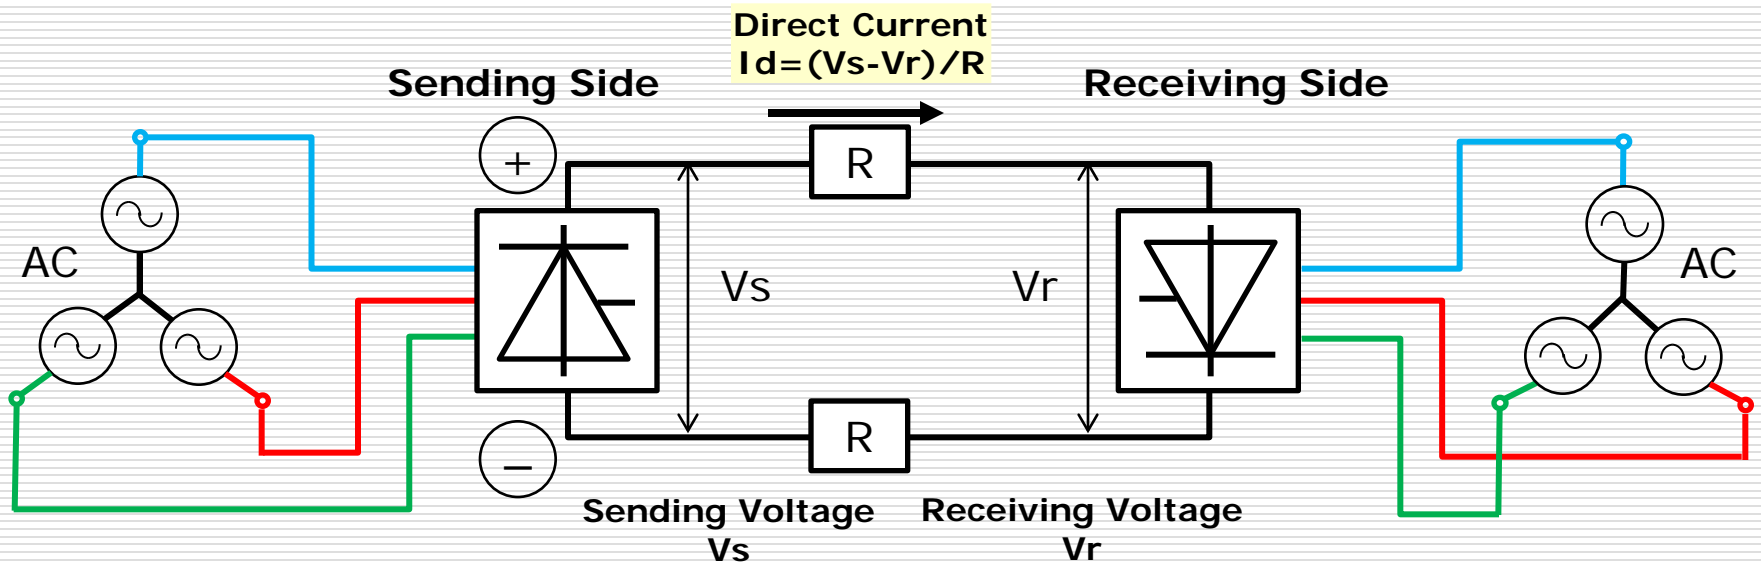 Direct Current
Id=(Vs-Vr)/R
Sending Side
Receiving Side
+
R
AC
Vs
Vr
AC
R
−
Sending Voltage
Vs
Receiving Voltage
Vr